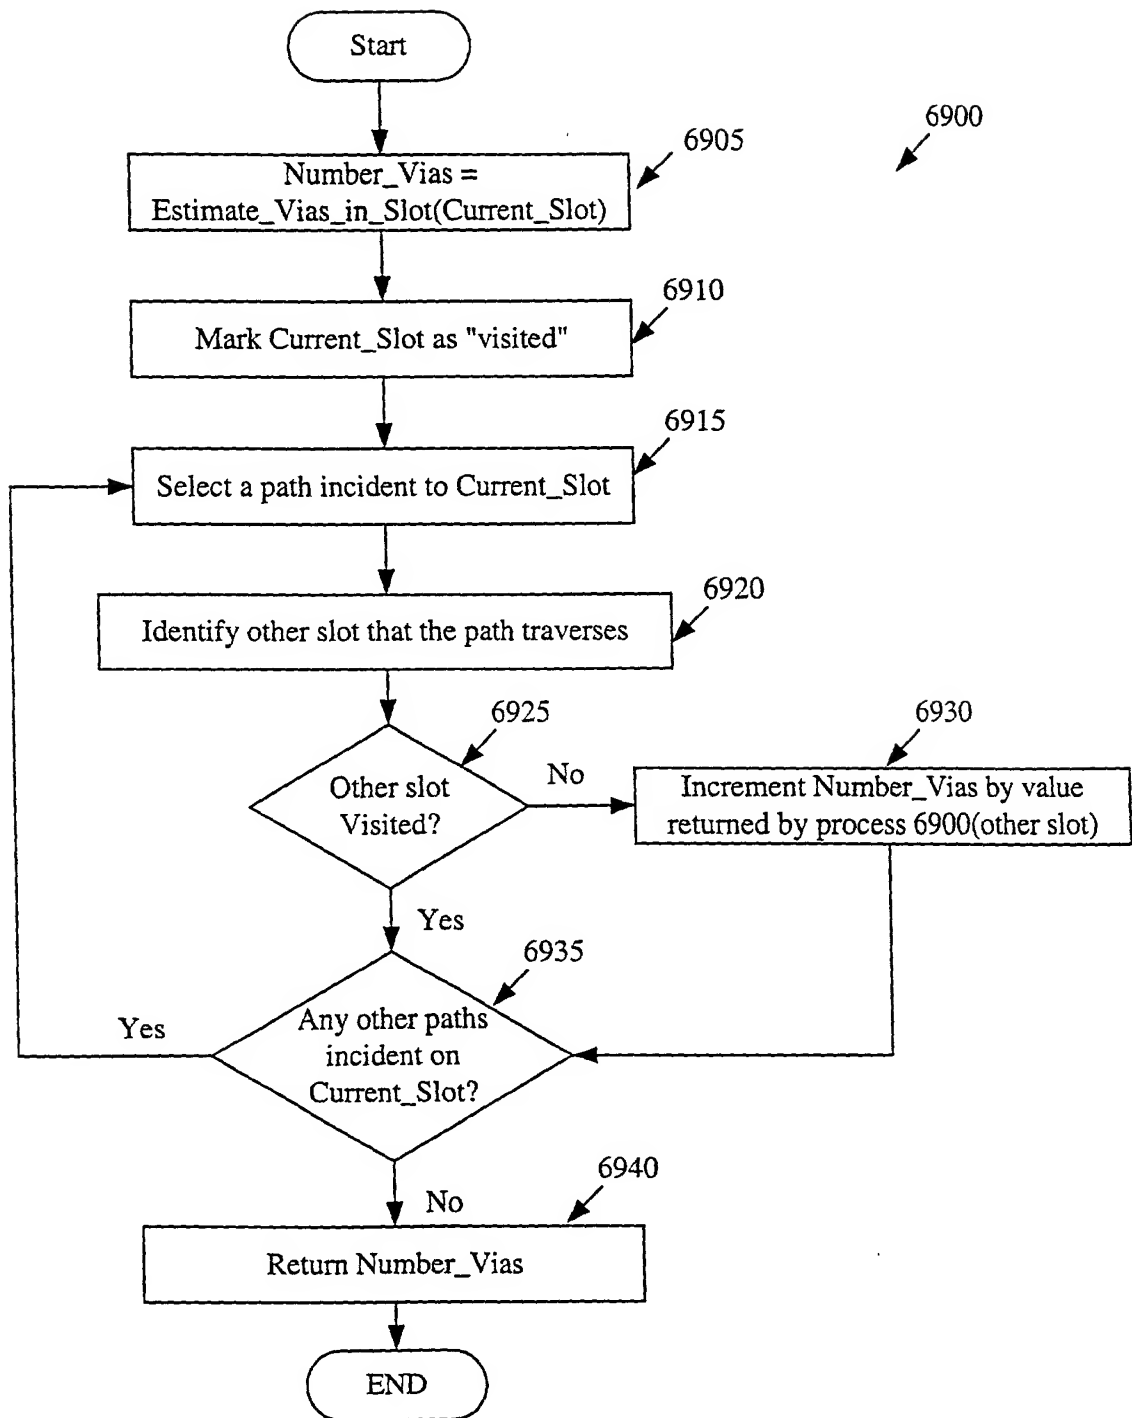 Start
6900
6905
Number_Vias =
Estimate_Vias_in_Slot(Current_Slot)
6910
Mark Current_Slot as "visited"
6915
Select a path incident to Current_Slot
6920
Identify other slot that the path traverses
6925
6930
Other slot
Visited?
No
Increment Number_Vias by value
returned by process 6900(other slot)
Yes
6935
Yes
Any other paths
incident on
Current_Slot?
6940
No
Return Number_Vias
END